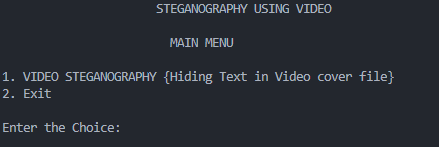 STEGANOGRAPHY USING VIDEO
MAIN MENU
1. VIDEO STEGANOGRAPHY {Hiding Text in Video cover file}
2. Exit
Enter the Choice: